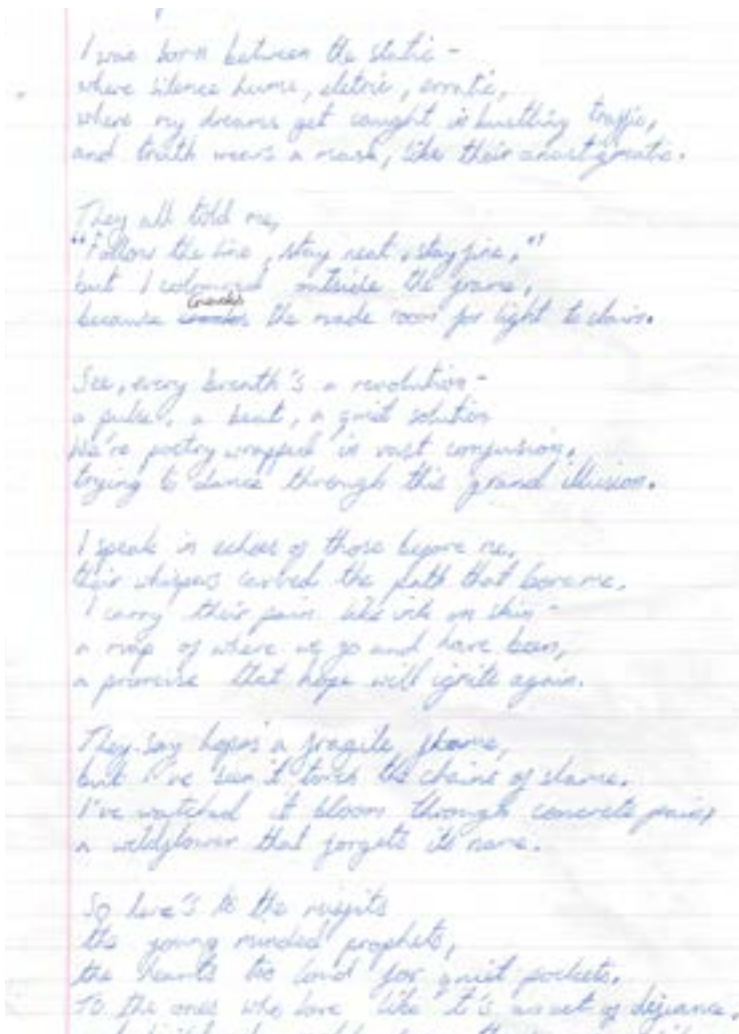 I was born between the static -
where silence hums, eletric, erratic,
where my dreams get caught in bustling traffic,
and truth wears a mask, like their
They all told me,
"Follow the line, stay neat, stay fine,"
but I coloured outside the frame,
because cracks the made room for light to claim.
See, every breath's a revolution -
a pulse, a beat, a quiet solution
We're poetry wrapped in vast confusion,
trying to dance through this grand illusion.
I speak in echoes of those before me,
their whispers carved the path that bore me,
I carry their pain like ink on skin -
a map of where we go and have been,
a promise that hope will ignite again.
They say hopes' a fragile flame,
but I've seen it torch the chains of shame.
I've watched it bloom through concrete pain,
a wildflower that forgets its name.
So here's to the misfits
the young minded prophets,
the hearts too loud for quiet pockets.
To the ones who love like it's an act of defiance,